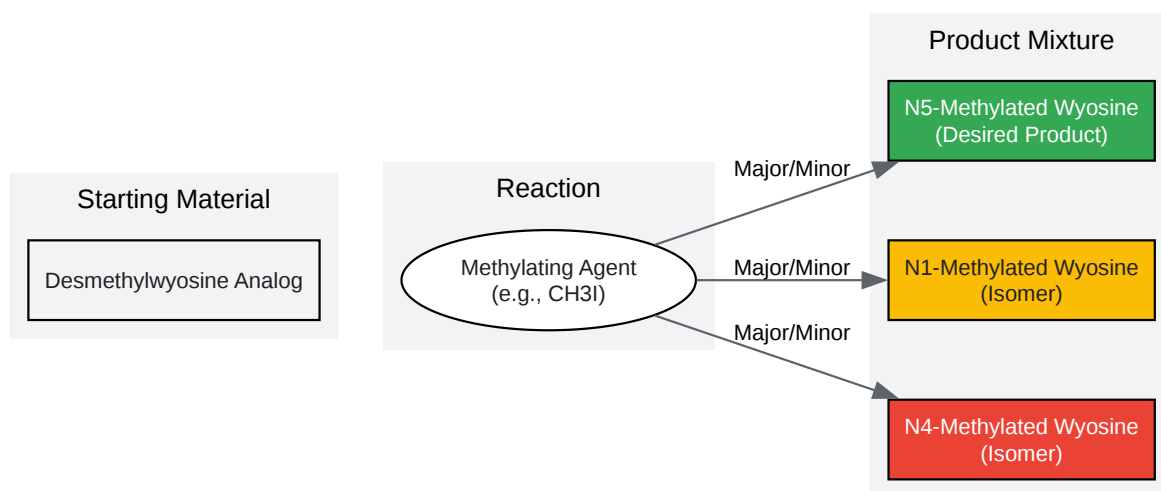 Starting Material
Desmethylwyosine Analog
Reaction
Methylating Agent
(e.g., CH3I)
Major/Minor
Major/Minor
Major/Minor
Product Mixture
N5-Methylated Wyosine
(Desired Product)
N1-Methylated Wyosine
(Isomer)
N4-Methylated Wyosine
(Isomer)